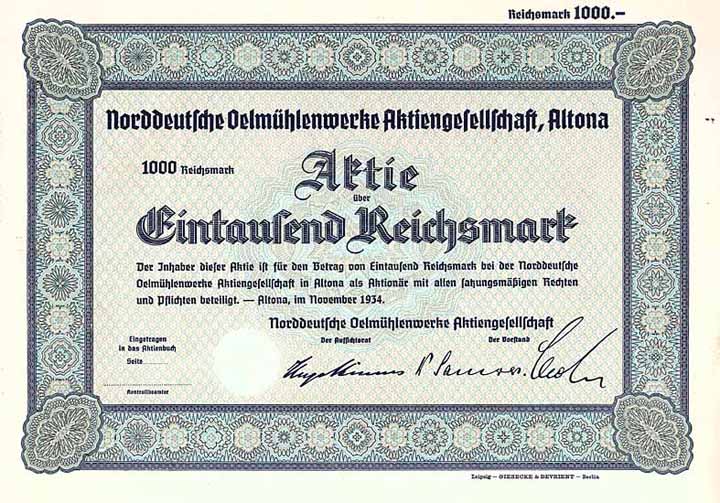 Reichsmark 1000.–
Norddeutsche Oelmühlenwerke Aktiengesellschaft, Altona
1000 Reichsmark
Aktie
über
Eintausend Reichsmark
Der Inhaber dieser Aktie ist für den Betrag von Eintausend Reichsmark bei der Norddeutsche
Oelmühlenwerke Aktiengesellschaft in Altona als Aktionär mit allen satzungsmäßigen Rechten
und Pflichten beteiligt. — Altona, im November 1934.
Norddeutsche Oelmühlenwerke Aktiengesellschaft
Der Aufsichtsrat Der Vorstand
Eingetragen
in das Aktienbuch
Seite
Kontrollbeamter
Leipzig – GIESECKE & DEVRIENT – Berlin